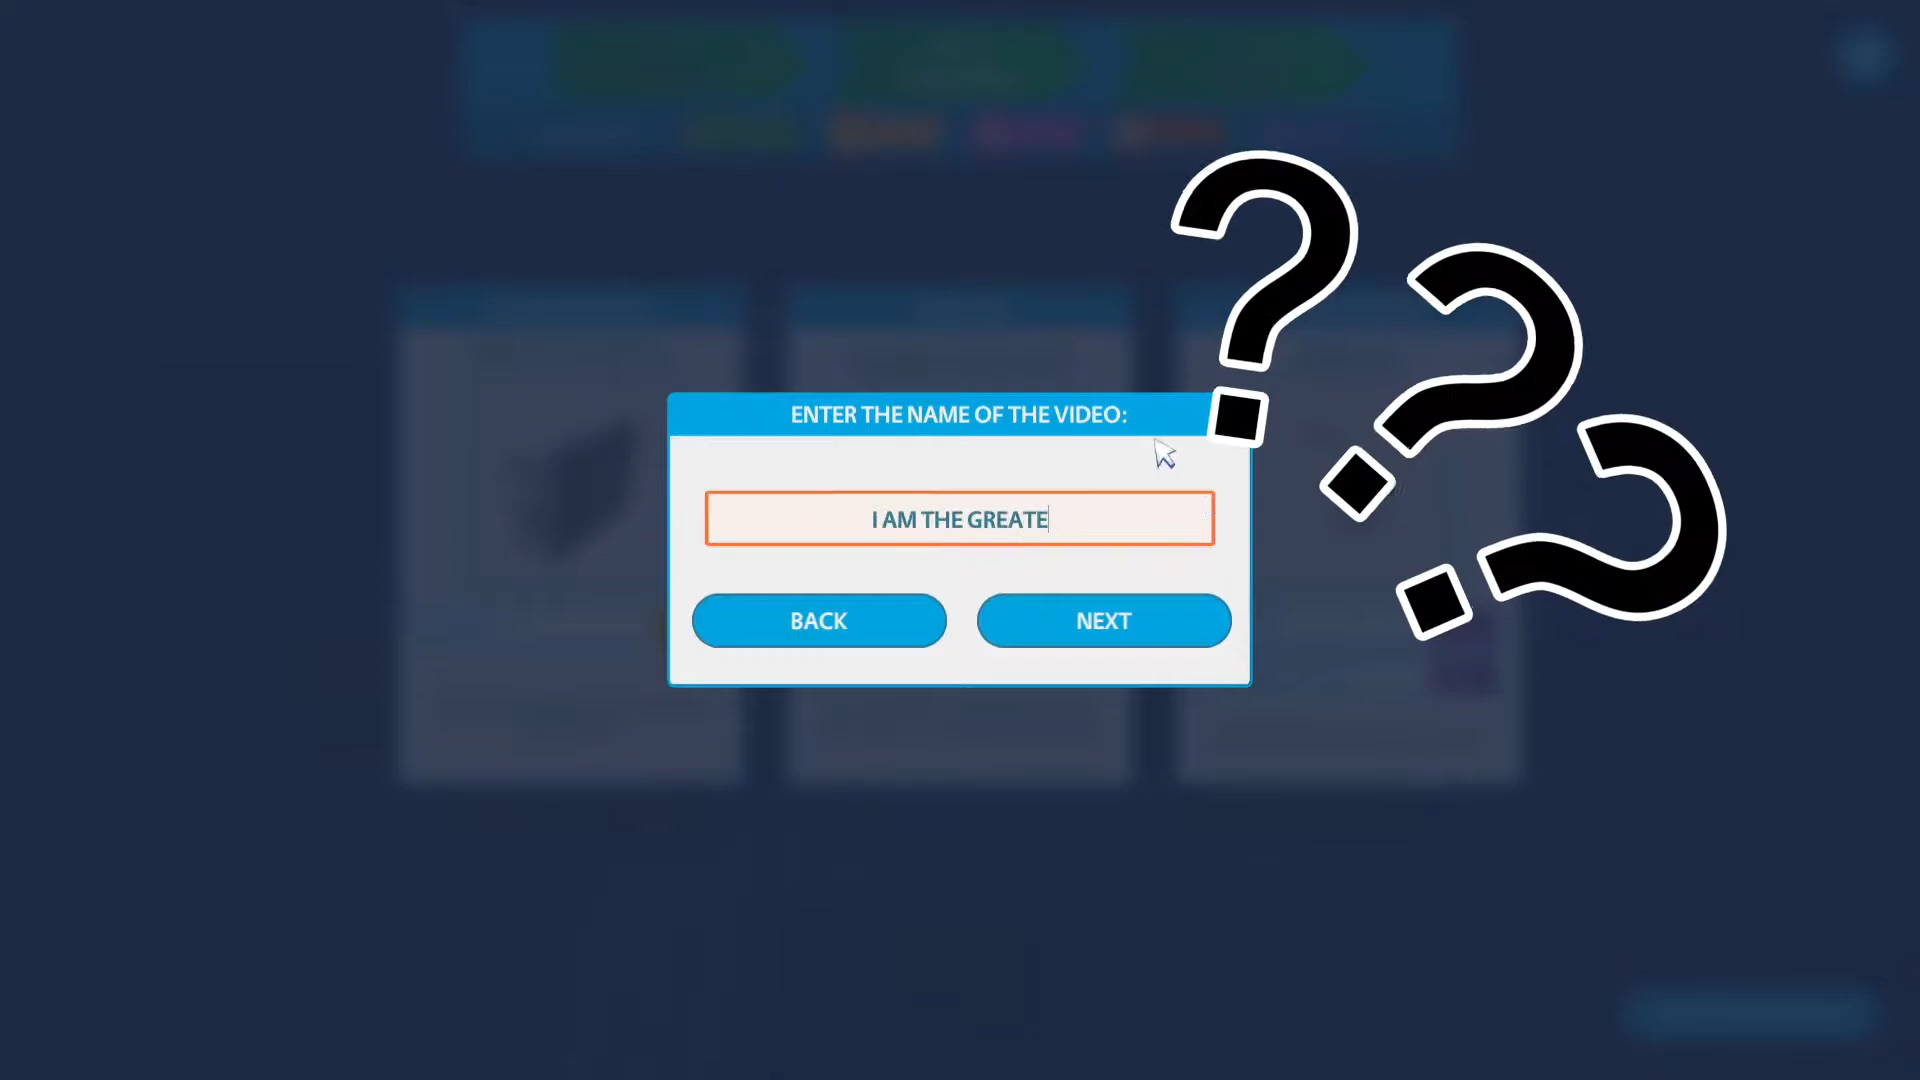 ENTER THE NAME OF THE VIDEO:
I AM THE GREATE
BACK
NEXT
???